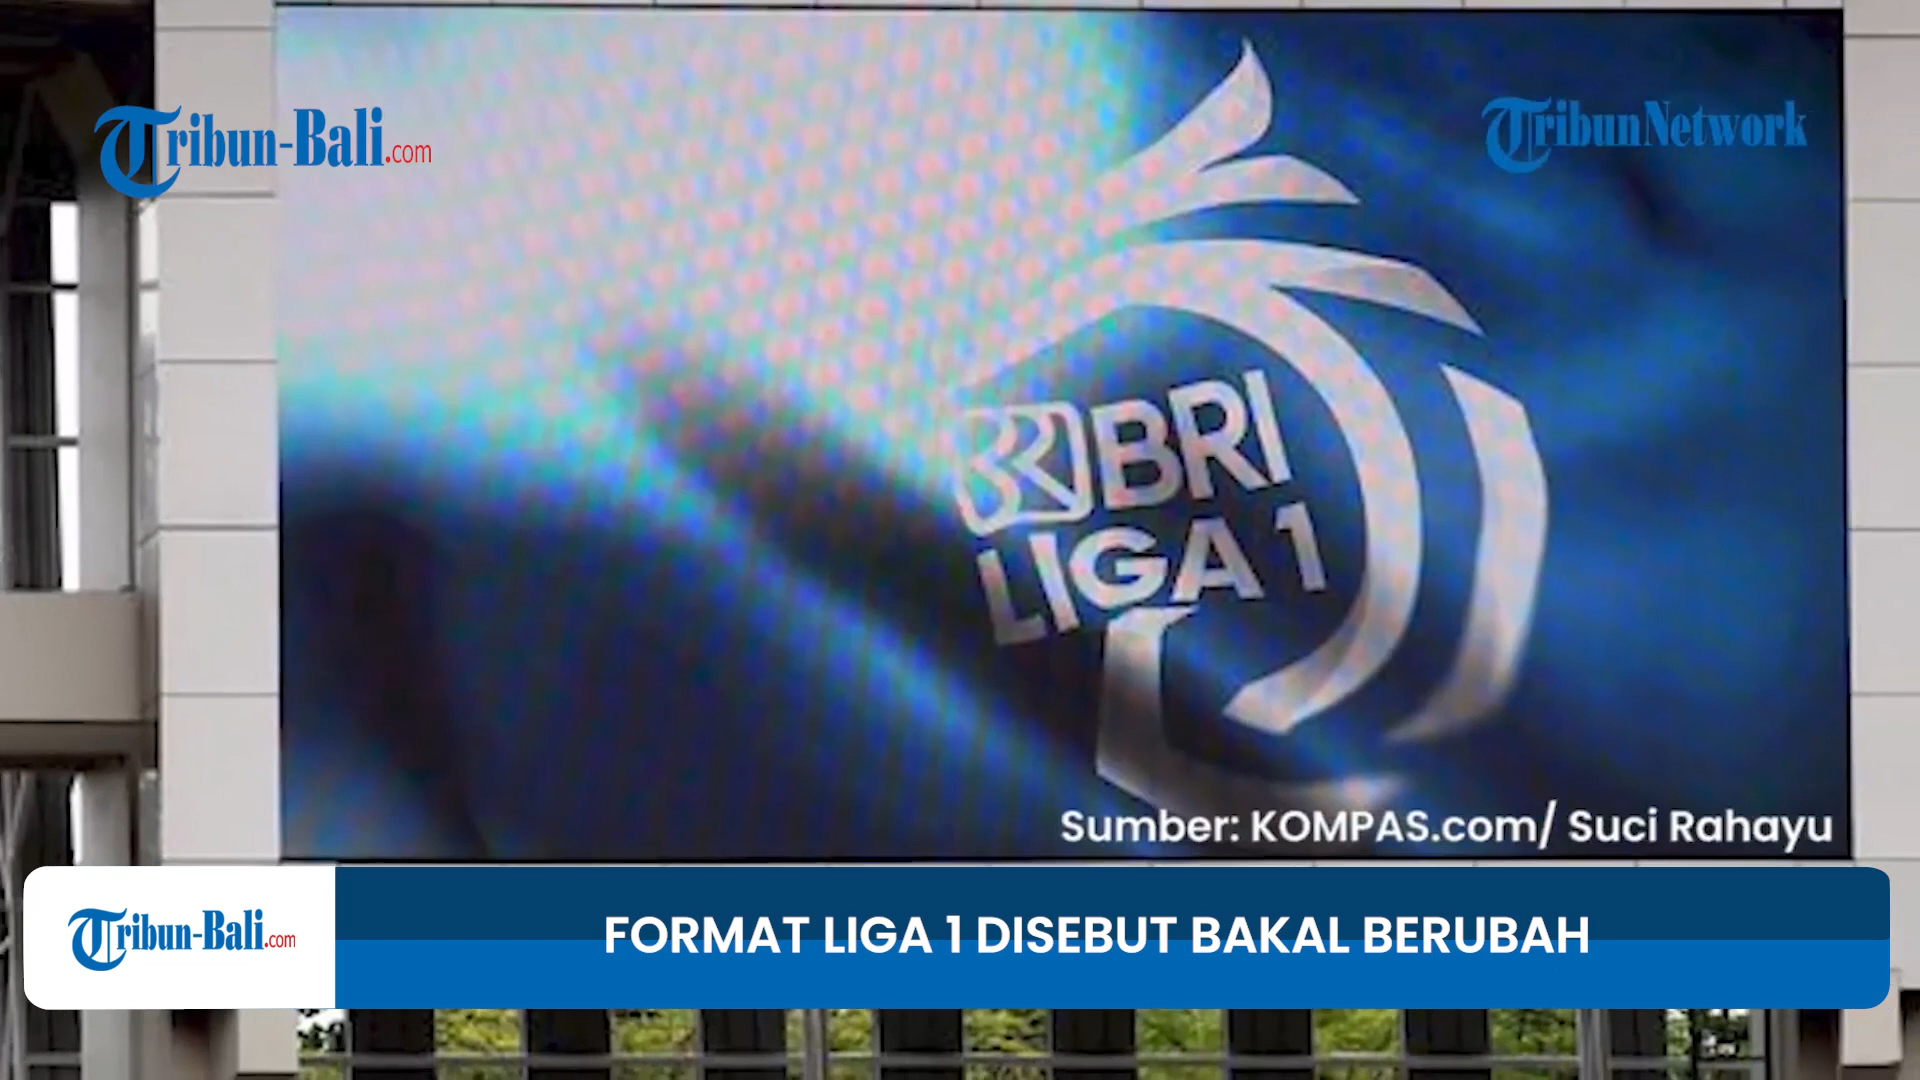 Tribun-Bali.com
TribunNetwork
BRI
LIGA 1
Sumber: KOMPAS.com/ Suci Rahayu
Tribun-Bali.com
FORMAT LIGA 1 DISEBUT BAKAL BERUBAH